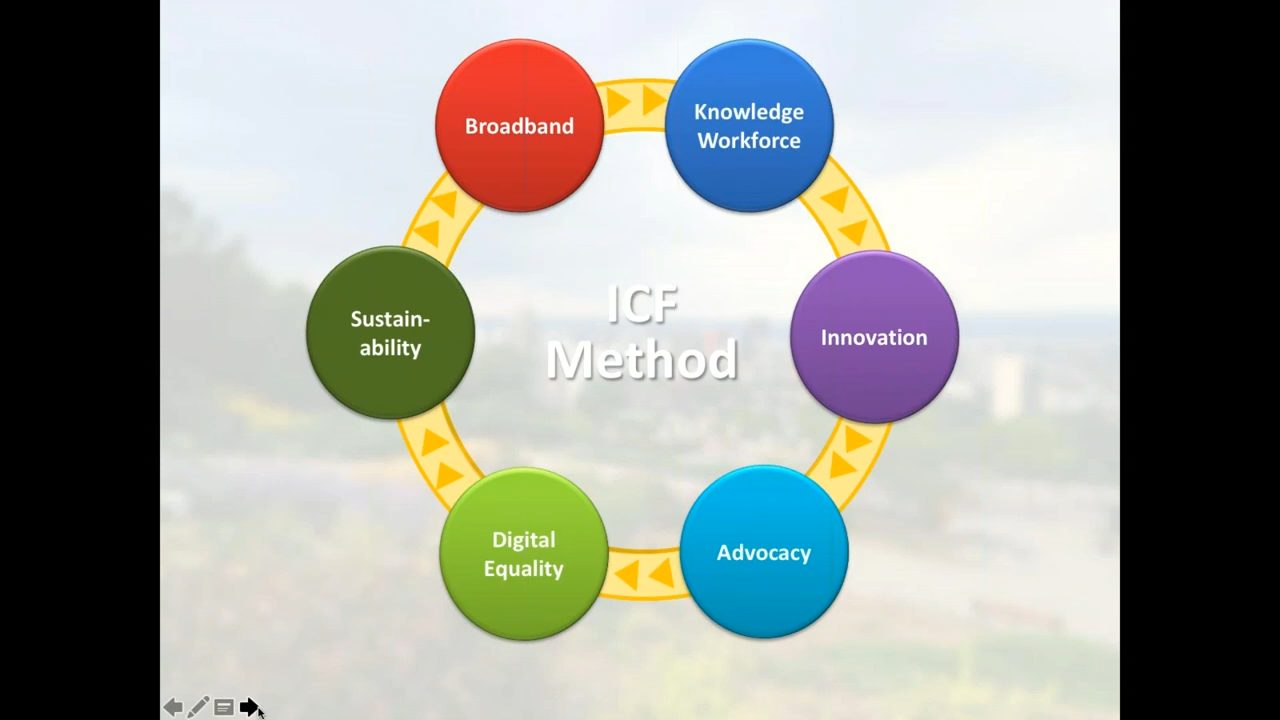 Broadband
Knowledge
Workforce
Sustain-
ability
ICF
Method
Innovation
Digital
Equality
Advocacy